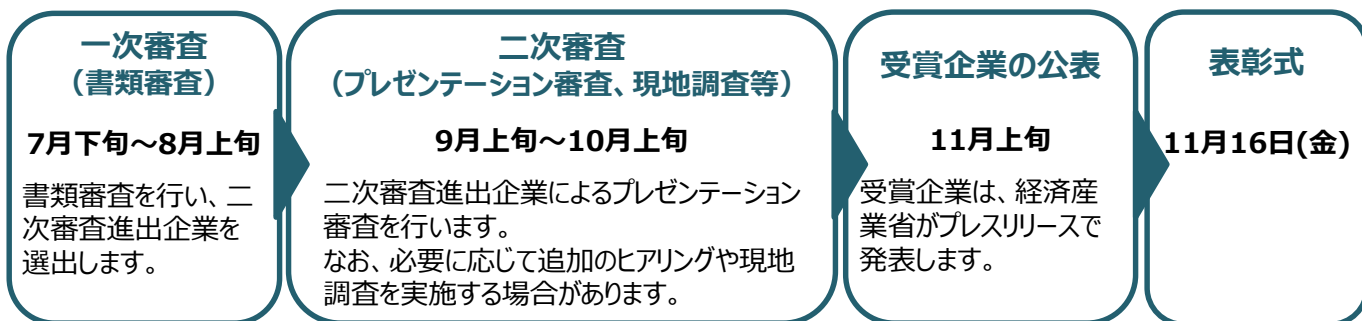 一次審査
（書類審査）
7月下旬～8月上旬
書類審査を行い、二
次審査進出企業を
選出します。
二次審査
（プレゼンテーション審査、現地調査等）
9月上旬～10月上旬
二次審査進出企業によるプレゼンテーション
審査を行います。
なお、必要に応じて追加のヒアリングや現地
調査を実施する場合があります。
受賞企業の公表
11月上旬
受賞企業は、経済産
業省がプレスリリースで
発表します。
表彰式
11月16日(金)